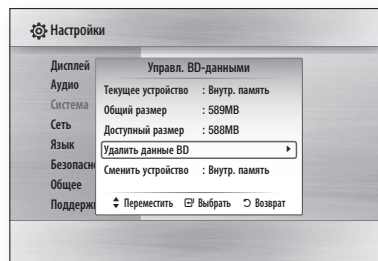 Настройки
Дисплей
Аудио
Система
Сеть
Язык
Безопасн
Общее
Поддерж
Управл. BD-данными
Текущее устройство : Внутр. память
Общий размер : 589MB
Доступный размер : 588MB
Удалить данные BD
Сменить устройство : Внутр. память
Переместить Выбрать Возврат